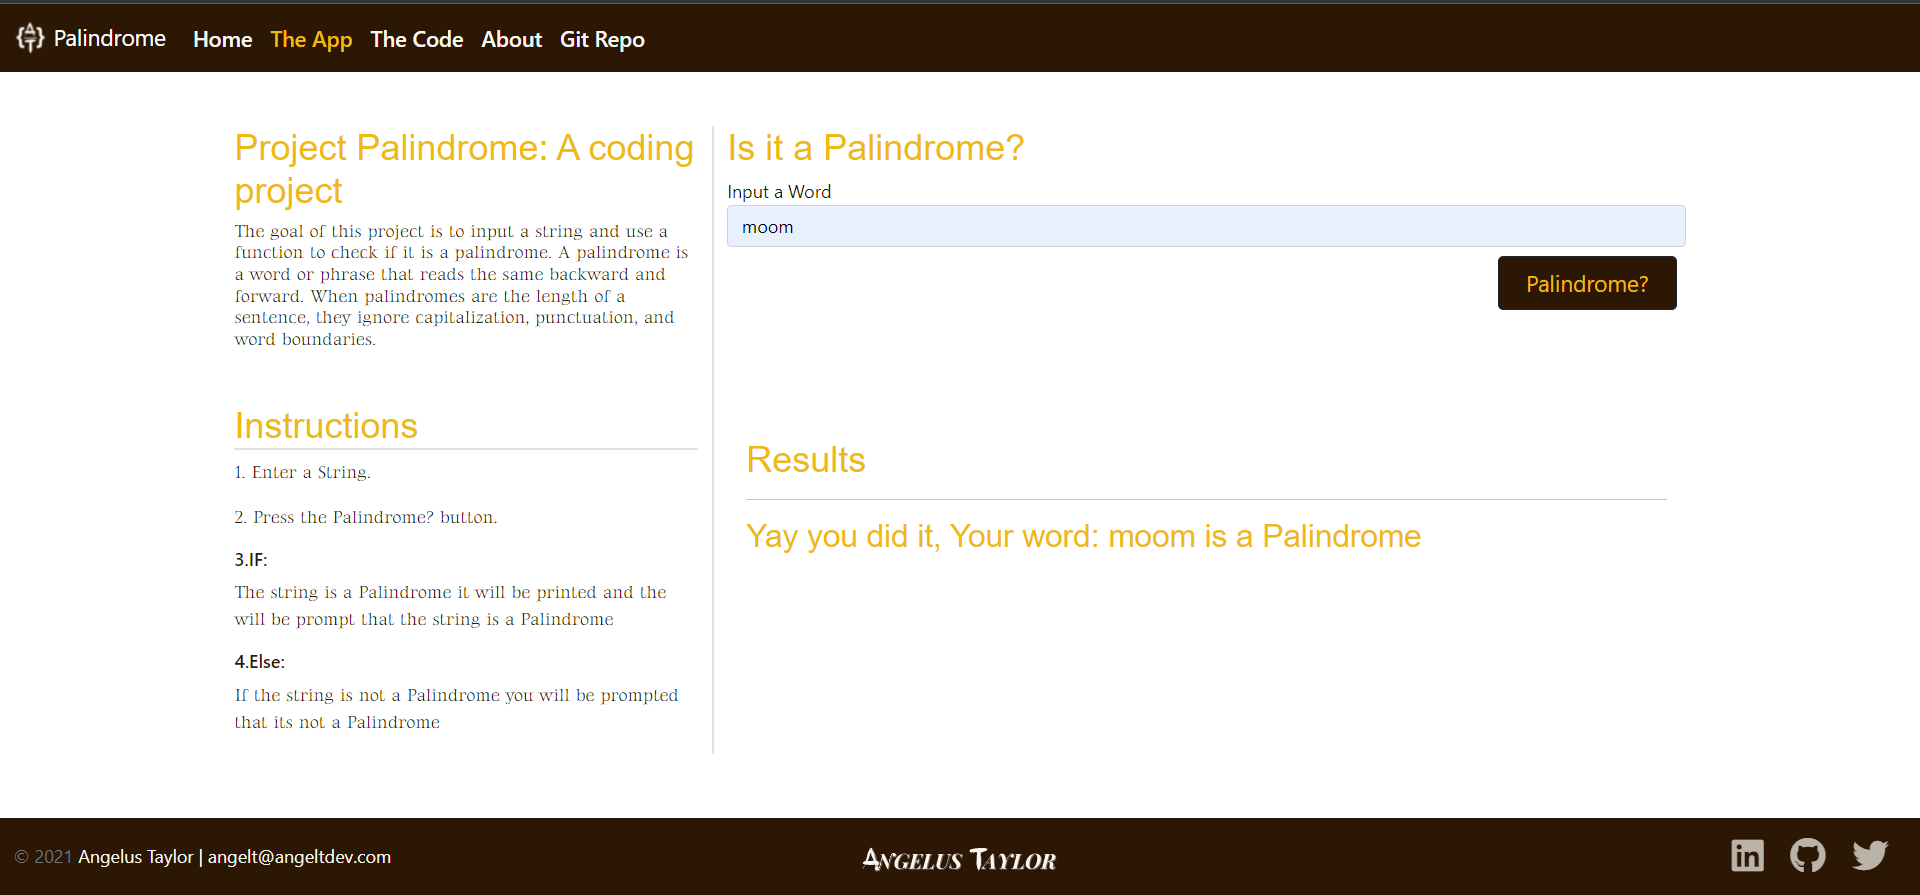 Palindrome Home The App The Code About Git Repo
Project Palindrome: A coding
project
The goal of this project is to input a string and use a
function to check if it is a palindrome. A palindrome is
a word or phrase that reads the same backward and
forward. When palindromes are the length of a
sentence, they ignore capitalization, punctuation, and
word boundaries.
Instructions
1. Enter a String.
2. Press the Palindrome? button.
3.IF:
The string is a Palindrome it will be printed and the
will be prompt that the string is a Palindrome
4.Else:
If the string is not a Palindrome you will be prompted
that its not a Palindrome
Is it a Palindrome?
Input a Word
moom
Palindrome?
Results
Yay you did it, Your word: moom is a Palindrome
© 2021 Angelus Taylor | angelt@angeltdev.com
Angelus Taylor
in